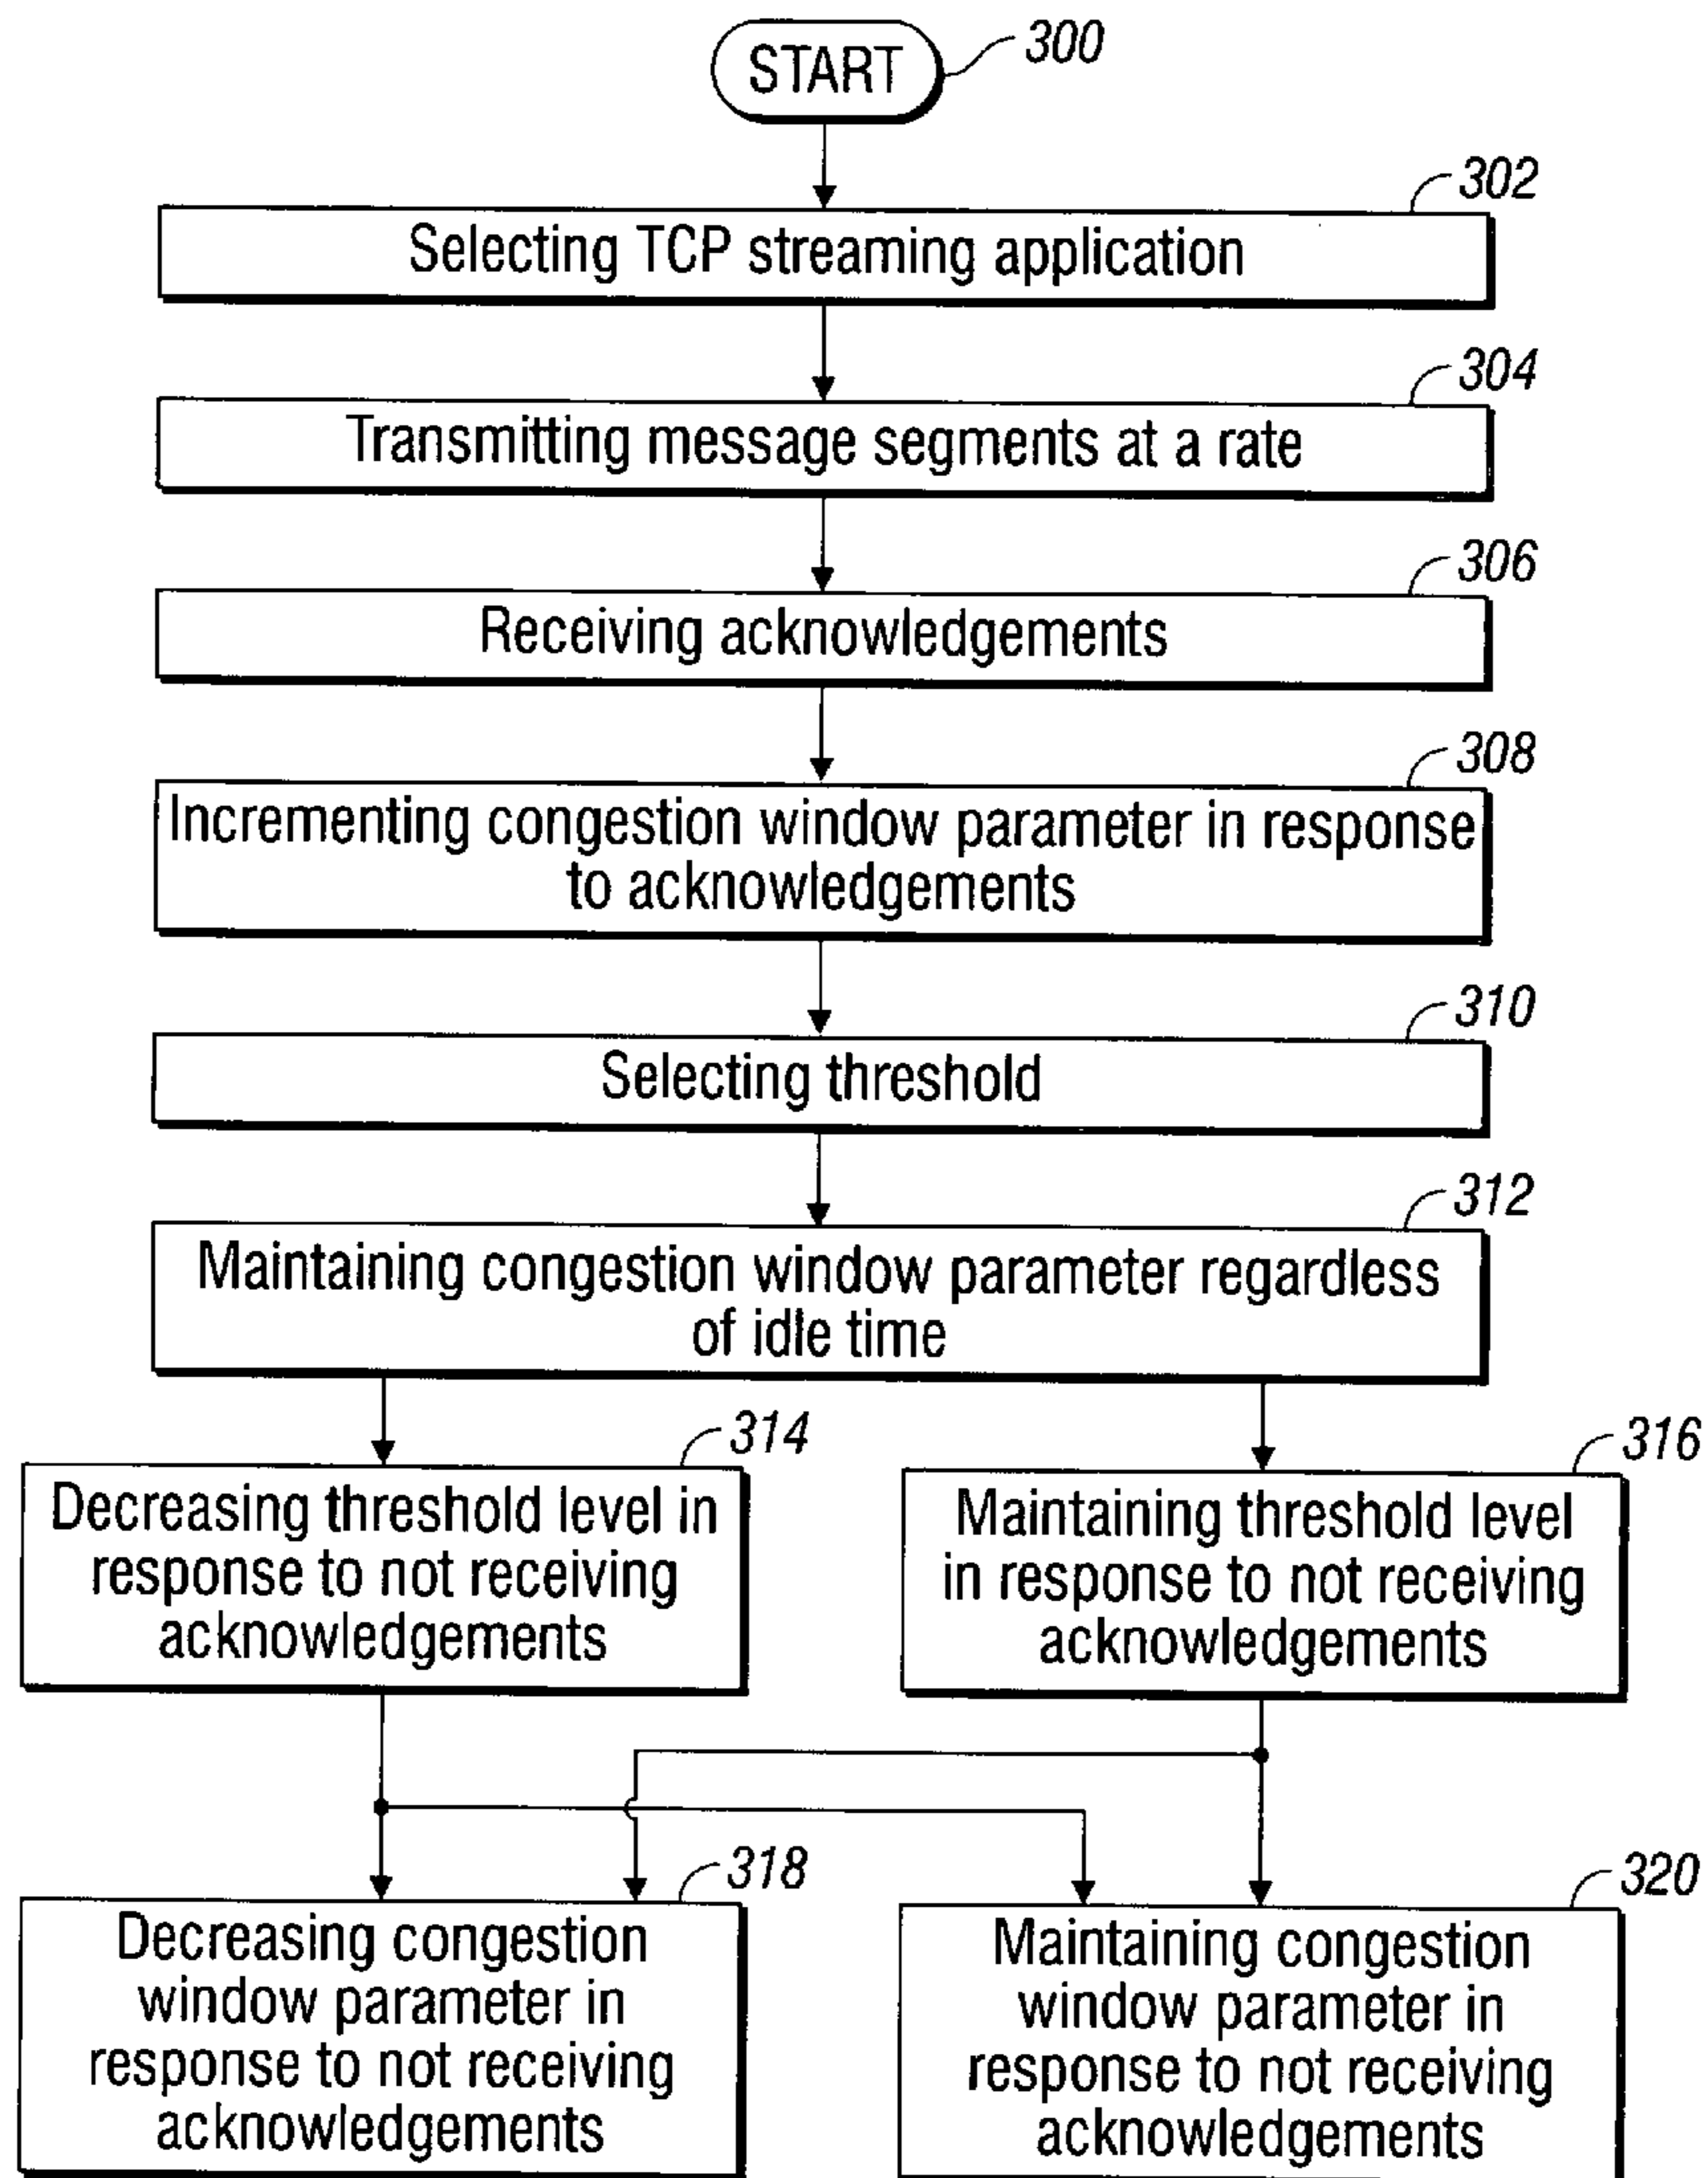 START
300
302
Selecting TCP streaming application
304
Transmitting message segments at a rate
306
Receiving acknowledgements
308
Incrementing congestion window parameter in response
to acknowledgements
310
Selecting threshold
312
Maintaining congestion window parameter regardless
of idle time
314
Decreasing threshold level in
response to not receiving
acknowledgements
316
Maintaining threshold level
in response to not receiving
acknowledgements
318
Decreasing congestion
window parameter in
response to not receiving
acknowledgements
320
Maintaining congestion
window parameter in
response to not receiving
acknowledgements